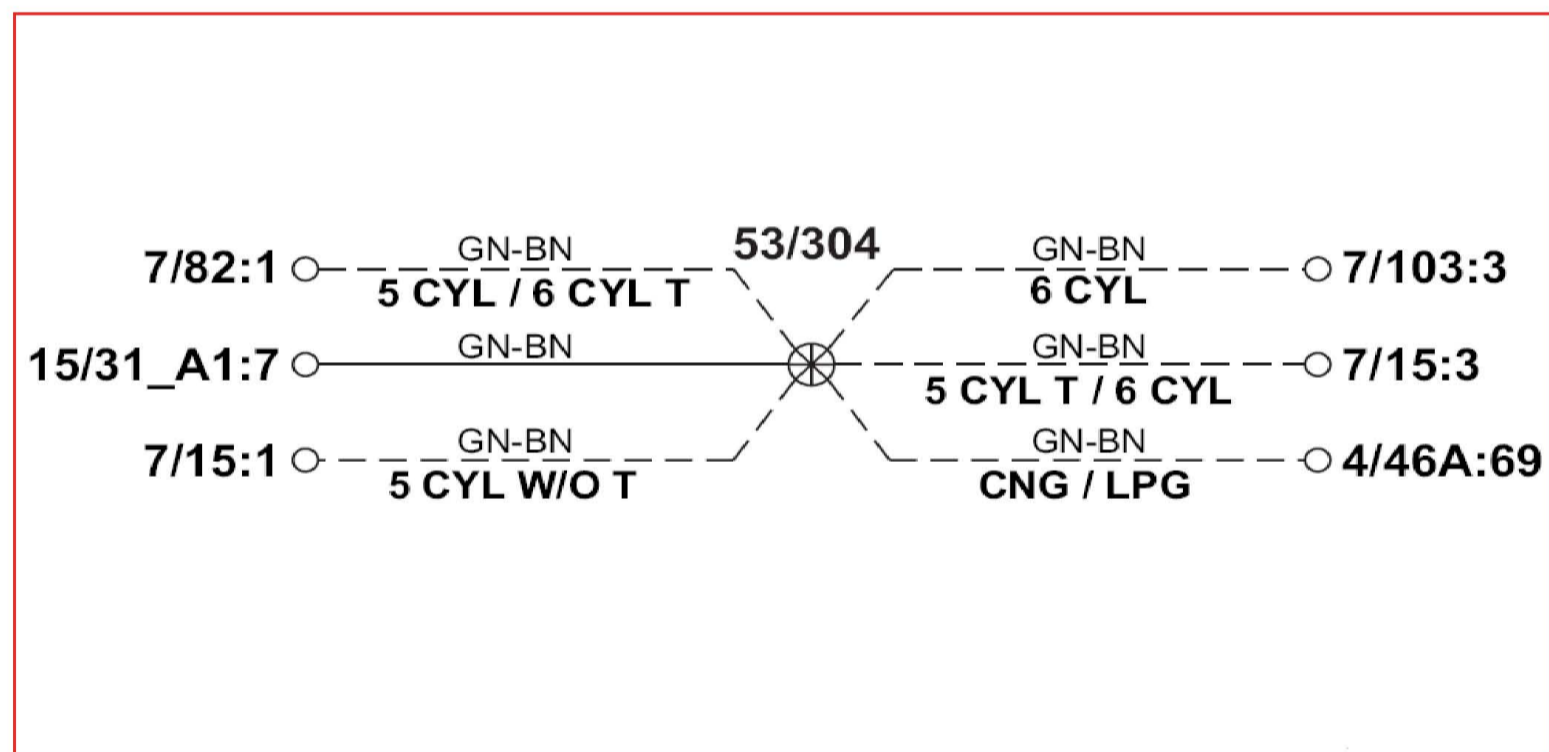 53/304
7/82:1 GN-BN GN-BN 7/103:3
5 CYL / 6 CYL T 6 CYL
15/31_A1:7 GN-BN GN-BN 7/15:3
5 CYL T / 6 CYL
7/15:1 GN-BN GN-BN 4/46A:69
5 CYL W/O T CNG / LPG